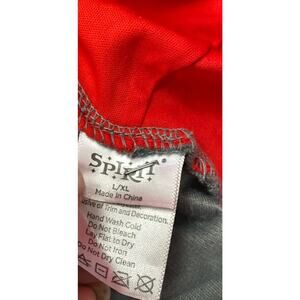 SPIRIT
L/XL
Made in China
usive of Trim and Decoration.
Hand Wash Cold
Do Not Bleach
Lay Flat to Dry
Do Not Iron
Do Not Dry Clean